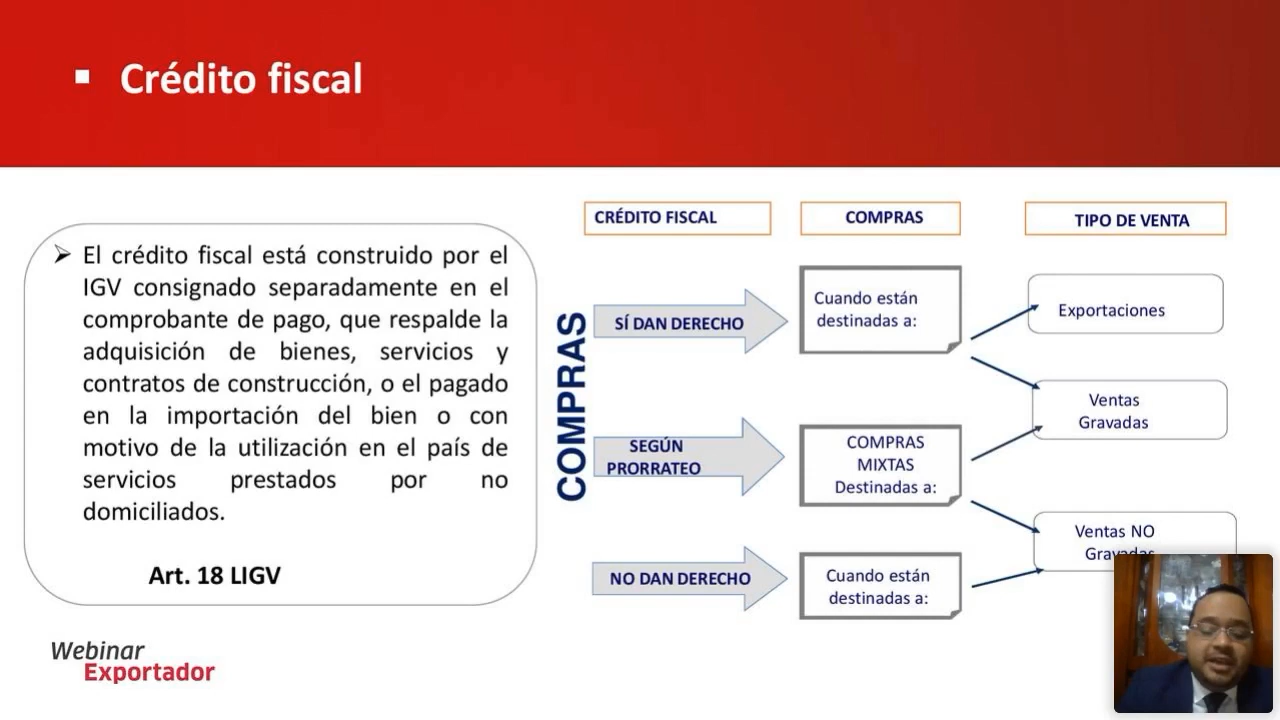 Crédito fiscal
El crédito fiscal está construido por el
IGV consignado separadamente en el
comprobante de pago, que respalde la
adquisición de bienes, servicios y
contratos de construcción, o el pagado
en la importación del bien o con
motivo de la utilización en el país de
servicios prestados por no
domiciliados.
Art. 18 LIGV
CRÉDITO FISCAL
COMPRAS
TIPO DE VENTA
COMPRAS
SÍ DAN DERECHO
Cuando están
destinadas a:
Exportaciones
Ventas
Gravadas
SEGÚN
PRORRATEO
COMPRAS
MIXTAS
Destinadas a:
Ventas NO
Gravadas
NO DAN DERECHO
Cuando están
destinadas a:
Webinar
Exportador